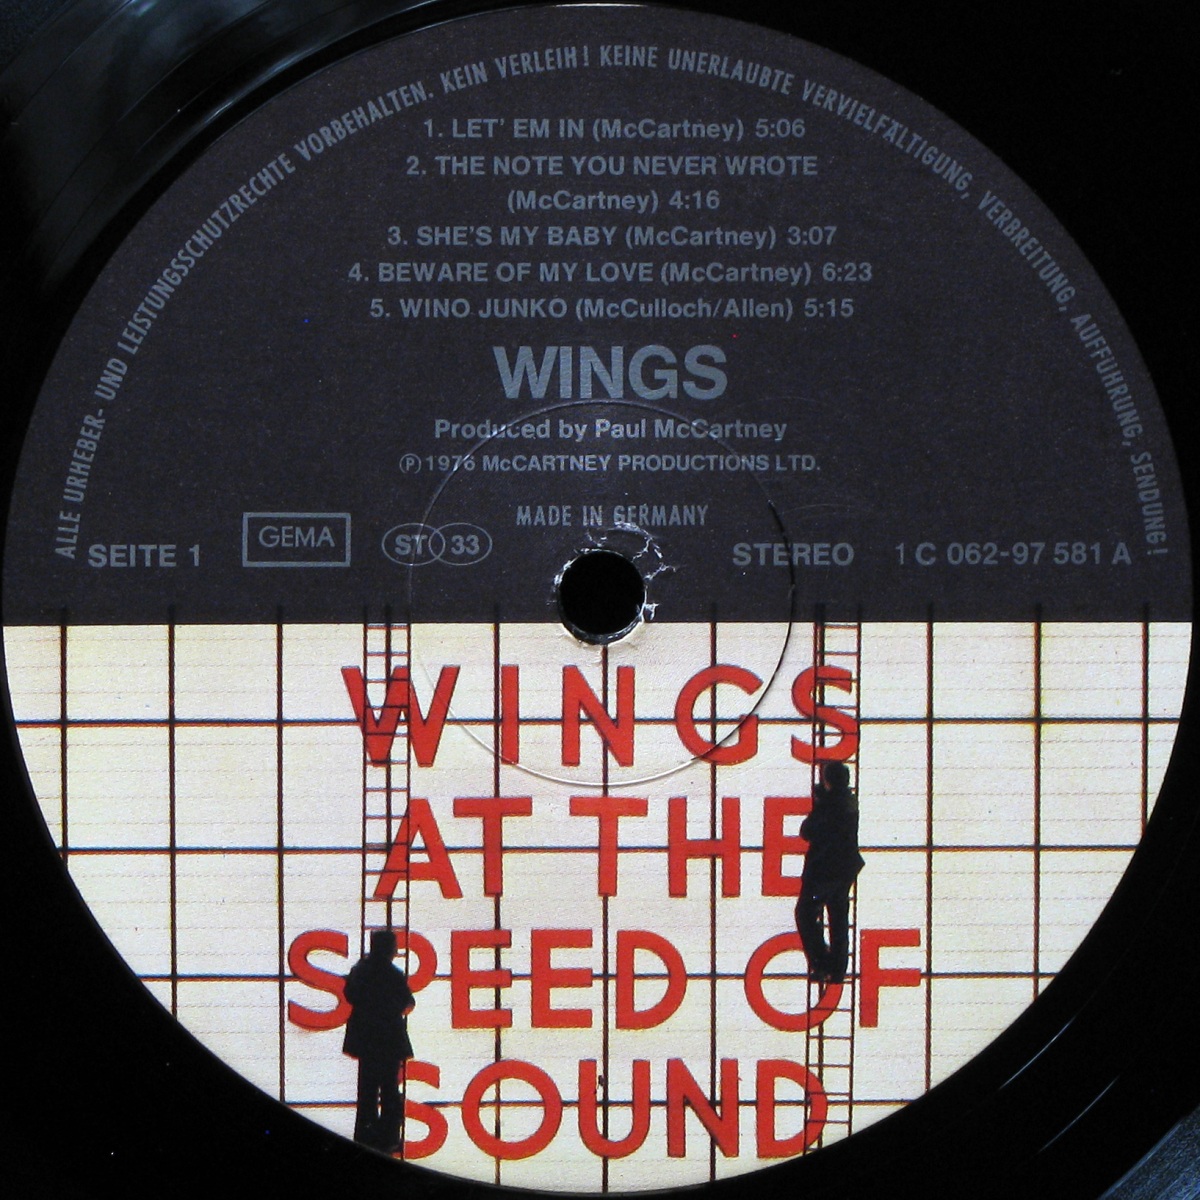 ALLE URHEBER- UND LEISTUNGSSCHUTZRECHTE VORBEHALTEN. KEIN VERLEIH! KEINE UNERLAUBTE VERVIELFÄLTIGUNG, VERBREITUNG, AUFFÜHRUNG, SENDUNG!
1. LET' EM IN (McCartney) 5:06
2. THE NOTE YOU NEVER WROTE
(McCartney) 4:16
3. SHE'S MY BABY (McCartney) 3:07
4. BEWARE OF MY LOVE (McCartney) 6:23
5. WINO JUNKO (McCulloch/Allen) 5:15
WINGS
Produced by Paul McCartney
℗ 1976 McCARTNEY PRODUCTIONS LTD.
MADE IN GERMANY
SEITE 1 GEMA ST 33 STEREO 1 C 062-97 581 A
WINGS
AT THE
SPEED OF
SOUND